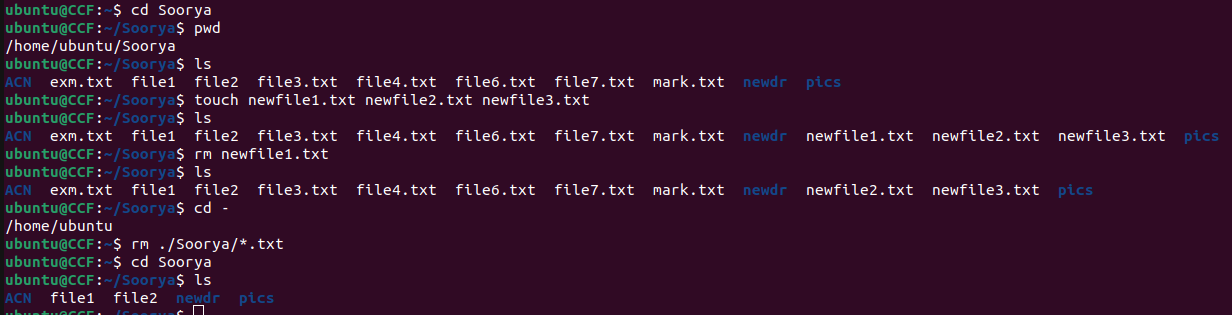 ubuntu@CCF:~$ cd Soorya
ubuntu@CCF:~/Soorya$ pwd
/home/ubuntu/Soorya
ubuntu@CCF:~/Soorya$ ls
ACN  exm.txt  file1  file2  file3.txt  file4.txt  file6.txt  file7.txt  mark.txt  newdr  pics
ubuntu@CCF:~/Soorya$ touch newfile1.txt newfile2.txt newfile3.txt
ubuntu@CCF:~/Soorya$ ls
ACN  exm.txt  file1  file2  file3.txt  file4.txt  file6.txt  file7.txt  mark.txt  newdr  newfile1.txt  newfile2.txt  newfile3.txt  pics
ubuntu@CCF:~/Soorya$ rm newfile1.txt
ubuntu@CCF:~/Soorya$ ls
ACN  exm.txt  file1  file2  file3.txt  file4.txt  file6.txt  file7.txt  mark.txt  newdr  newfile2.txt  newfile3.txt  pics
ubuntu@CCF:~/Soorya$ cd -
/home/ubuntu
ubuntu@CCF:~$ rm ./Soorya/*.txt
ubuntu@CCF:~$ cd Soorya
ubuntu@CCF:~/Soorya$ ls
ACN  file1  file2  newdr  pics
ubuntu@CCF:~/Soorya$